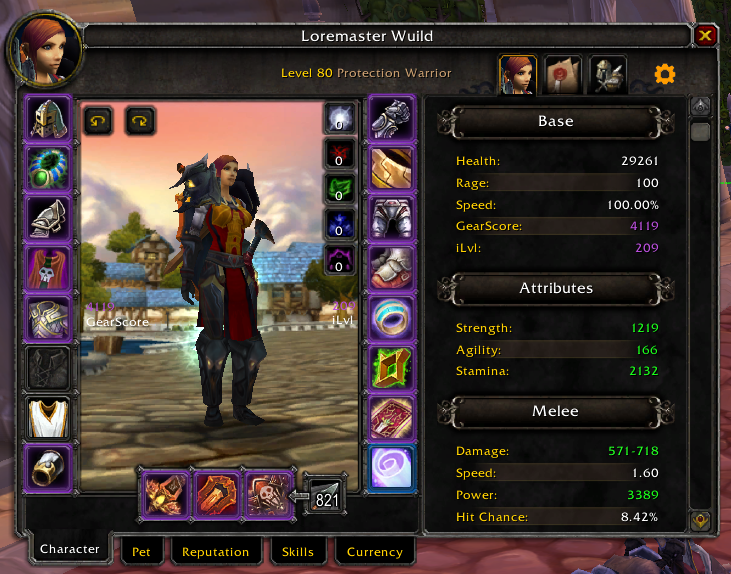 Loremaster Wuild
Level 80 Protection Warrior
0
0
0
0
0
4119
GearScore
209
iLvl
821
Base
Health: 29261
Rage: 100
Speed: 100.00%
GearScore: 4119
iLvl: 209
Attributes
Strength: 1219
Agility: 166
Stamina: 2132
Melee
Damage: 571-718
Speed: 1.60
Power: 3389
Hit Chance: 8.42%
Character Pet Reputation Skills Currency